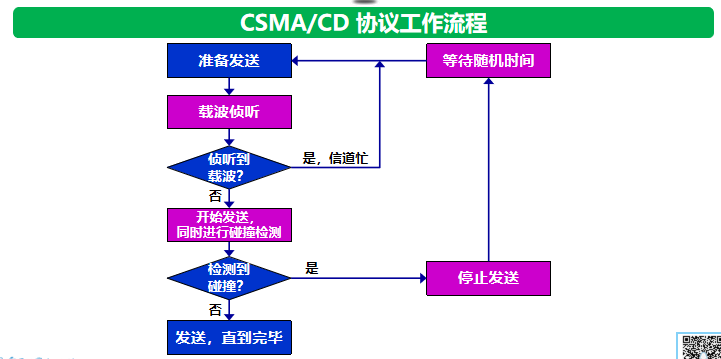 CSMA/CD 协议工作流程
准备发送
等待随机时间
载波侦听
侦听到
载波?
是，信道忙
否
开始发送，
同时进行碰撞检测
检测到
碰撞?
是
停止发送
否
发送，直到完毕